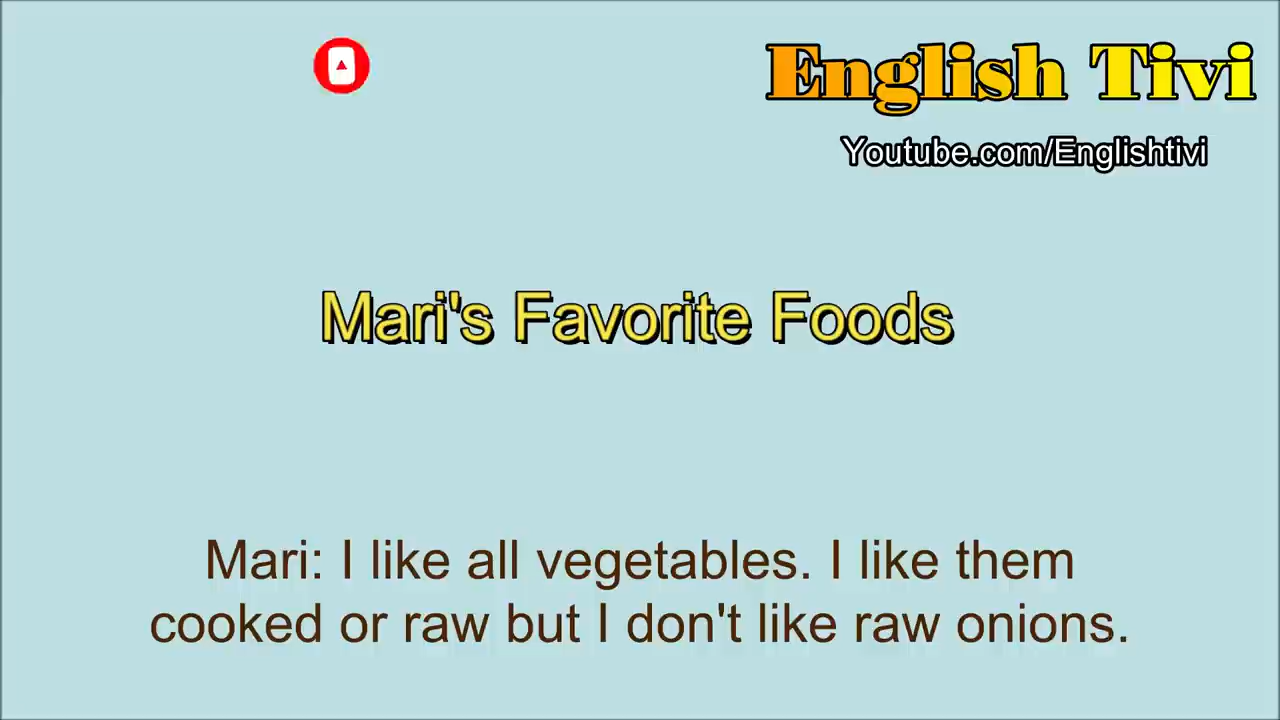 English Tivi
Youtube.com/Englishtivi
Mari's Favorite Foods
Mari: I like all vegetables. I like them
cooked or raw but I don't like raw onions.